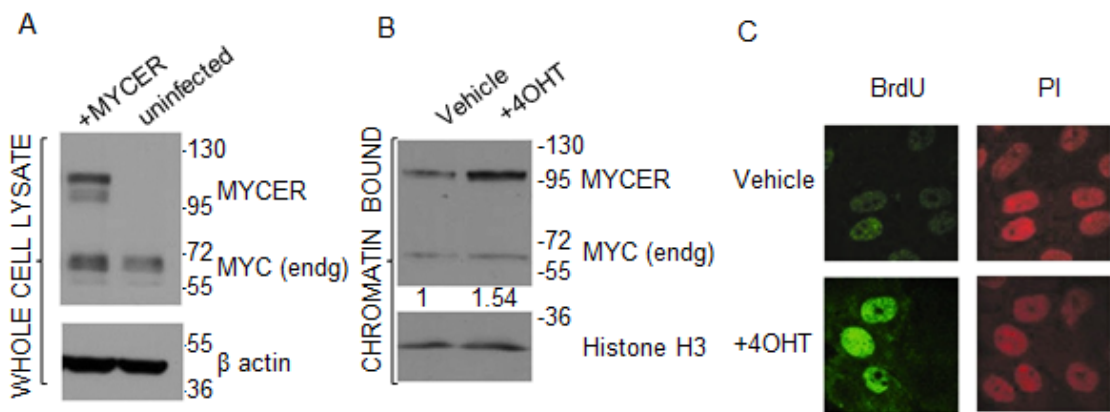 A
+MYCER
uninfected
WHOLE CELL LYSATE
-130
MYCER
-95
-72
MYC (endg)
-55
-55
β actin
-36
B
Vehicle
+4OHT
CHROMATIN BOUND
-130
-95 MYCER
-72
MYC (endg)
-55
1 1.54
-36
Histone H3
C
BrdU PI
Vehicle
+4OHT